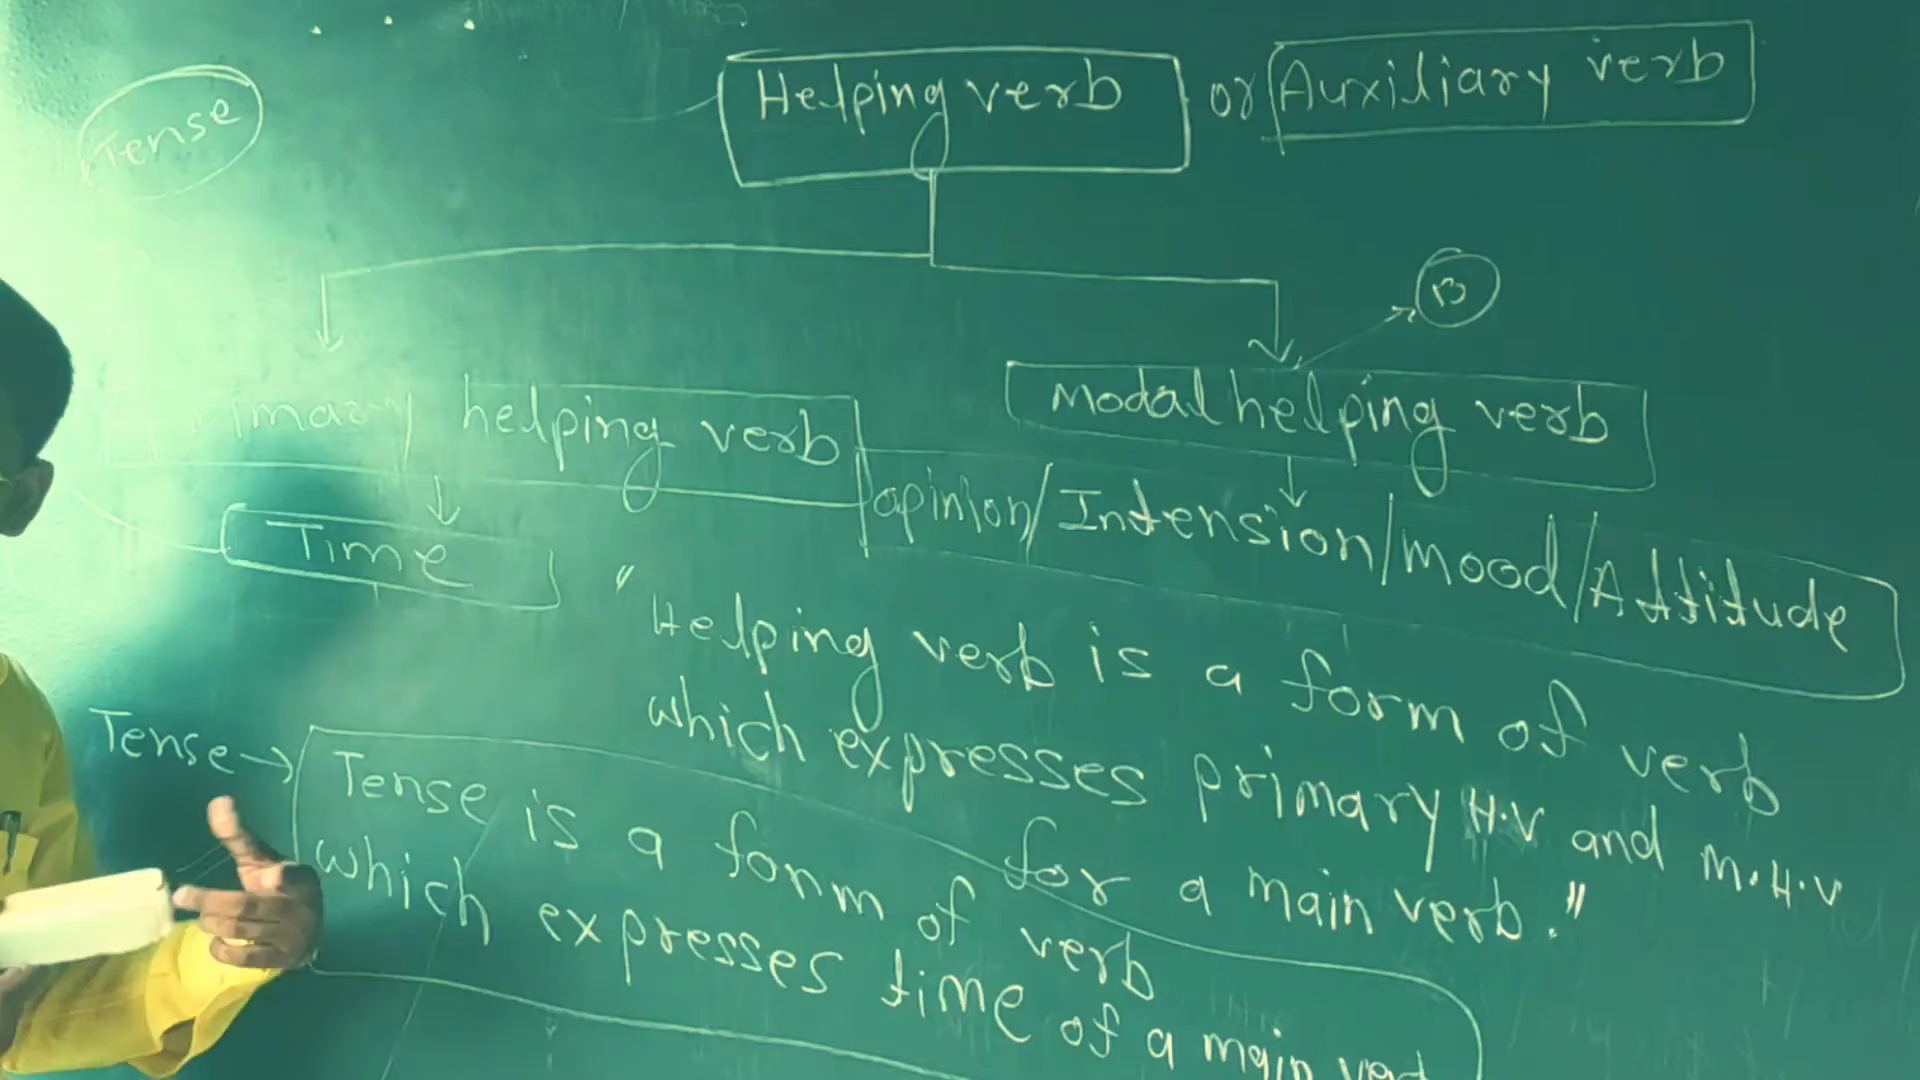 Tense
Helping verb or Auxiliary verb
Primary helping verb
Modal helping verb
Time
opinion/Intension/mood/Attitude
"Helping verb is a form of verb
which expresses primary H.V and M.H.V
for a main verb."
Tense → Tense is a form of verb
which expresses time of a main verb